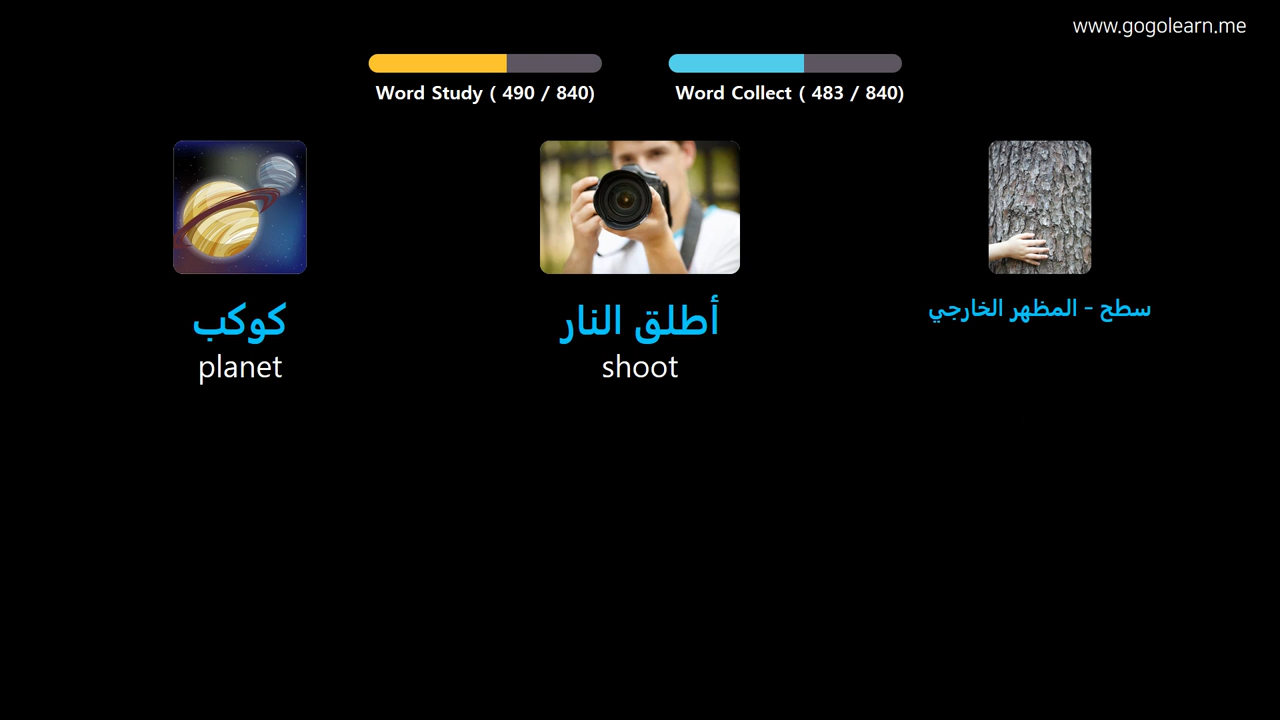 www.gogolearn.me
Word Study ( 490 / 840)
Word Collect ( 483 / 840)
كوكب
planet
أطلق النار
shoot
سطح - المظهر الخارجي